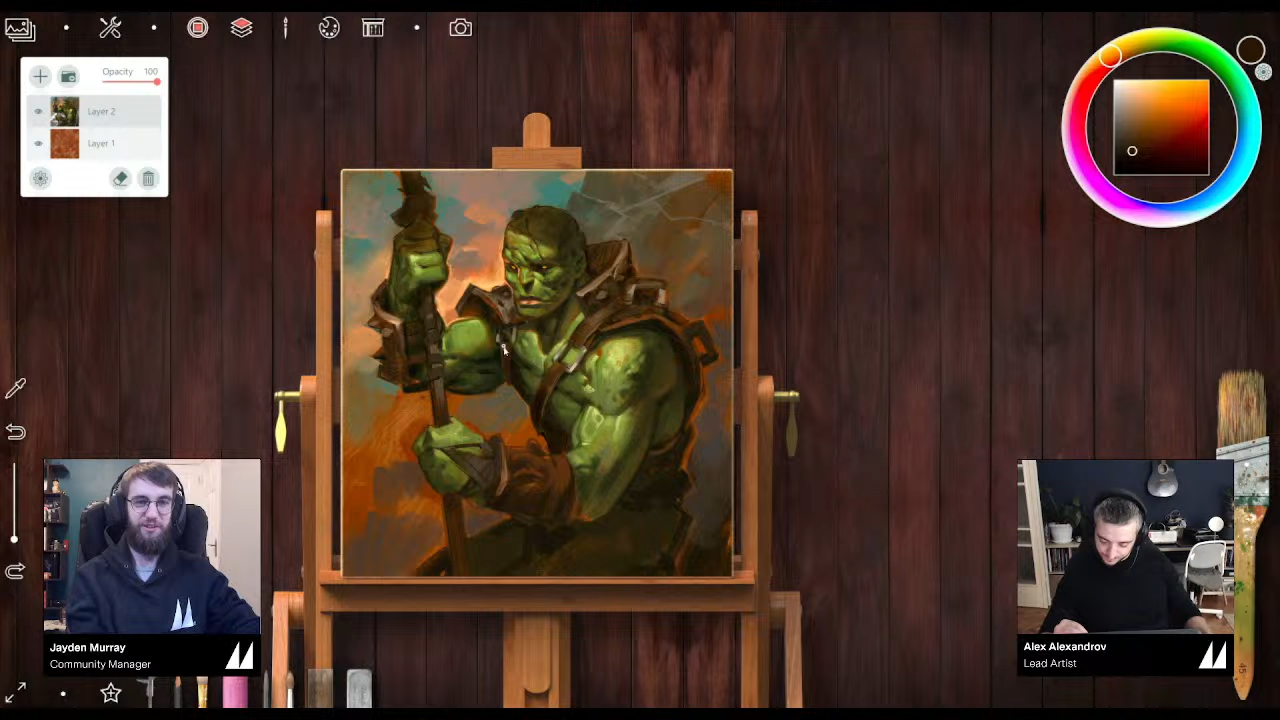 Opacity 100
Layer 2
Layer 1
Jayden Murray
Community Manager
Alex Alexandrov
Lead Artist